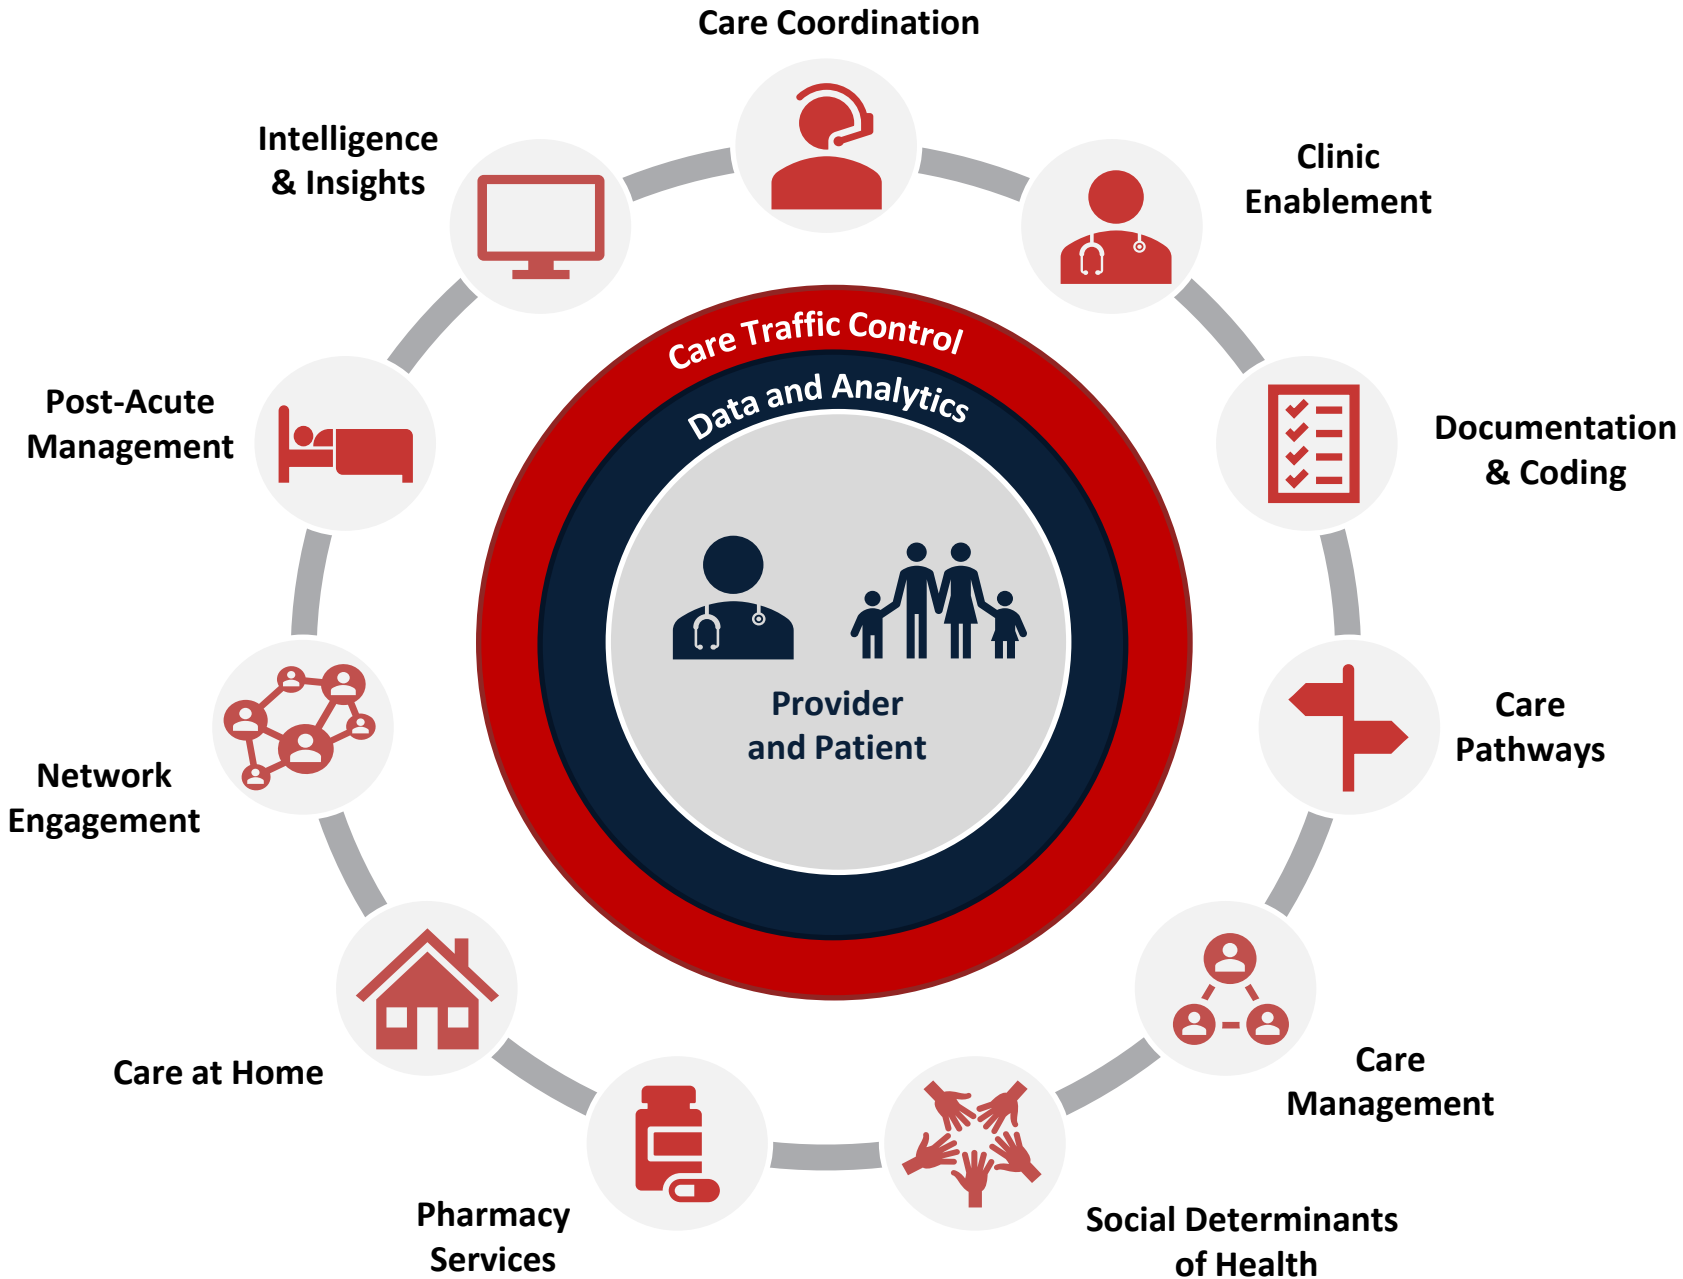 Care Coordination
Clinic
Enablement
Documentation
& Coding
Care
Pathways
Care
Management
Social Determinants
of Health
Pharmacy
Services
Care at Home
Network
Engagement
Post-Acute
Management
Intelligence
& Insights
Care Traffic Control
Data and Analytics
Provider
and Patient